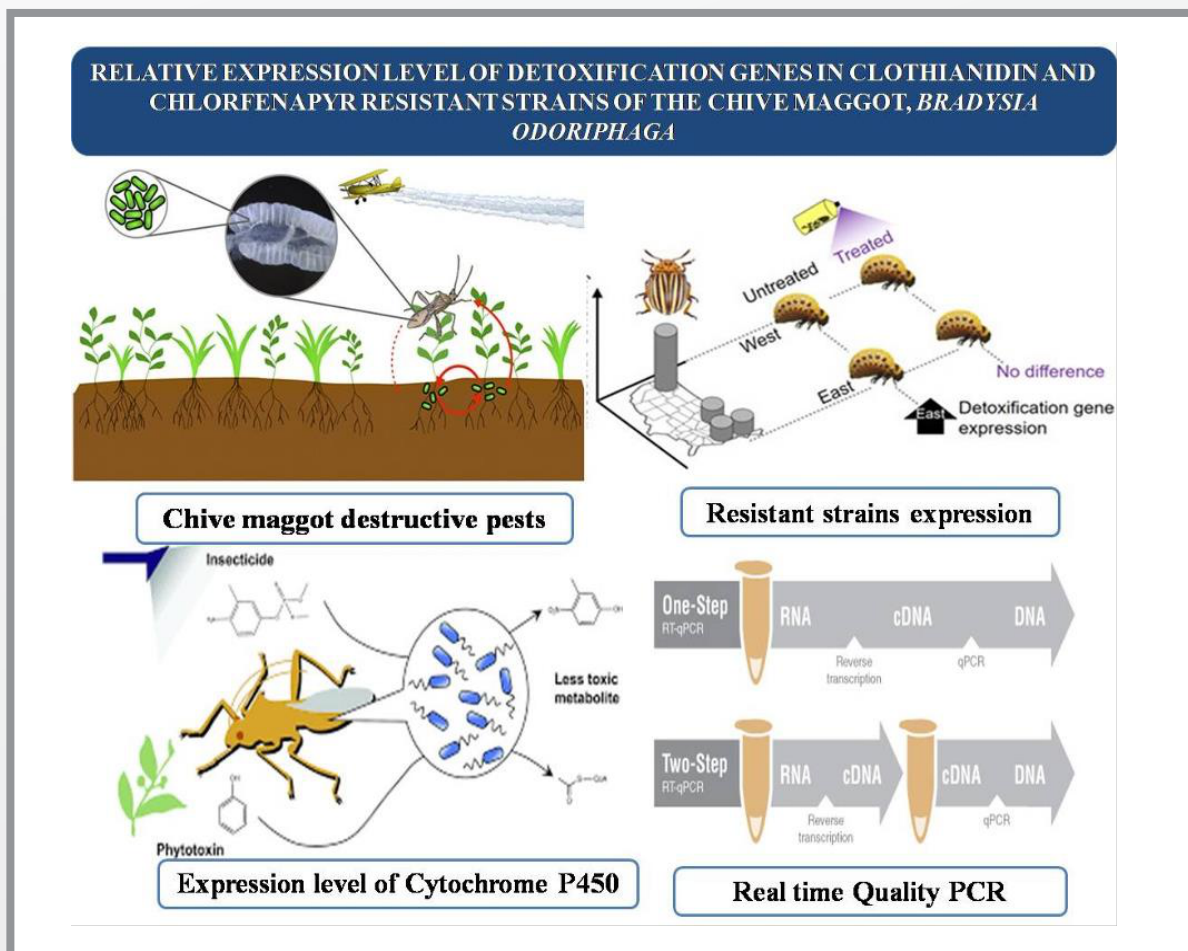 RELATIVE EXPRESSION LEVEL OF DETOXIFICATION GENES IN CLOTHIANIDIN AND
CHLORFENAPYR RESISTANT STRAINS OF THE CHIVE MAGGOT, BRADYSIA
ODORIPHAGA
Treated
Untreated
West
No difference
East
East
Detoxification gene
expression
Chive maggot destructive pests
Resistant strains expression
Insecticide
OH
Less toxic
metabolite
OH
Phytotoxin
Expression level of Cytochrome P450
One-Step
RT-qPCR
RNA
cDNA
DNA
Reverse
transcription
qPCR
Two-Step
RT-qPCR
RNA
cDNA
cDNA
DNA
Reverse
transcription
qPCR
Real time Quality PCR